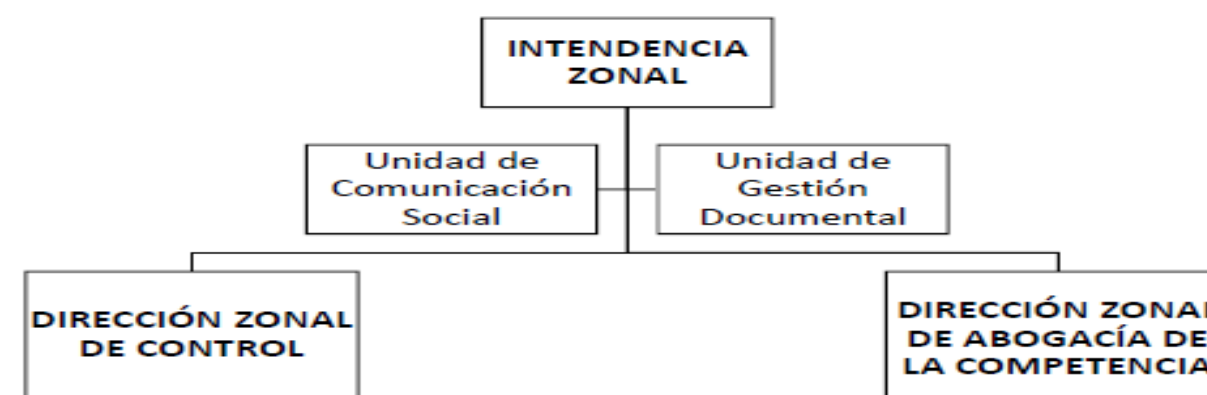 INTENDENCIA
ZONAL
Unidad de
Comunicación
Social
Unidad de
Gestión
Documental
DIRECCIÓN ZONAL
DE CONTROL
DIRECCIÓN ZONAL
DE ABOGACÍA DE
LA COMPETENCIA